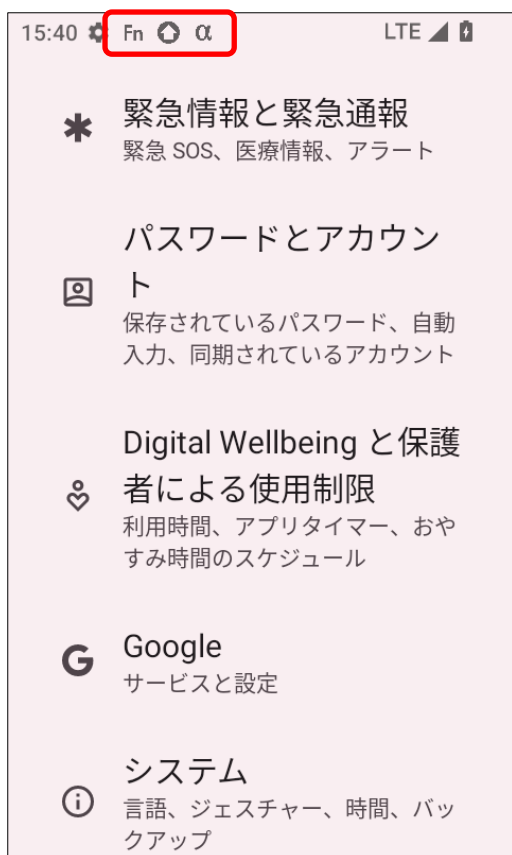 15:40 Fn α LTE
緊急情報と緊急通報
緊急 SOS、医療情報、アラート
パスワードとアカウン
ト
保存されているパスワード、自動
入力、同期されているアカウント
Digital Wellbeing と保護
者による使用制限
利用時間、アプリタイマー、おや
すみ時間のスケジュール
Google
サービスと設定
システム
言語、ジェスチャー、時間、バッ
クアップ